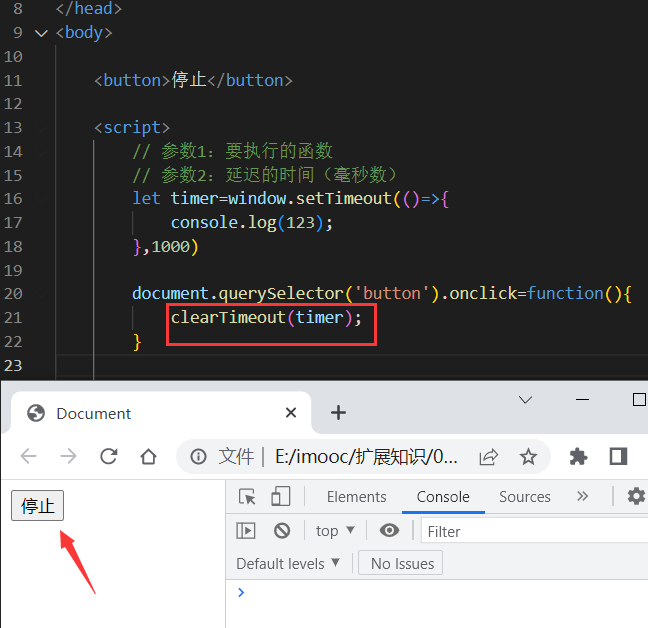 8 </head>
9 <body>
10
11 <button>停止</button>
12
13 <script>
14 // 参数1：要执行的函数
15 // 参数2：延迟的时间（毫秒数）
16 let timer=window.setTimeout(()=>{
17 console.log(123);
18 },1000)
19
20 document.querySelector('button').onclick=function(){
21 clearTimeout(timer);
22 }
23
Document
文件 | E:/imooc/扩展知识/0...
停止
Elements Console Sources
top Filter
Default levels No Issues